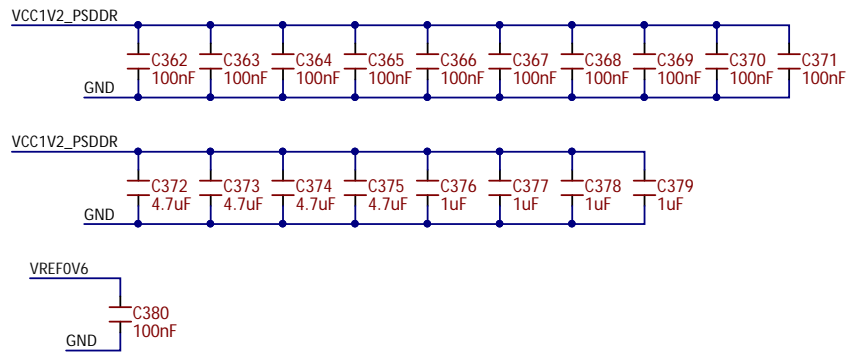 VCC1V2_PSDDR
C362 C363 C364 C365 C366 C367 C368 C369 C370 C371
100nF 100nF 100nF 100nF 100nF 100nF 100nF 100nF 100nF 100nF
GND
VCC1V2_PSDDR
C372 C373 C374 C375 C376 C377 C378 C379
4.7uF 4.7uF 4.7uF 4.7uF 1uF 1uF 1uF 1uF
GND
VREF0V6
C380
100nF
GND